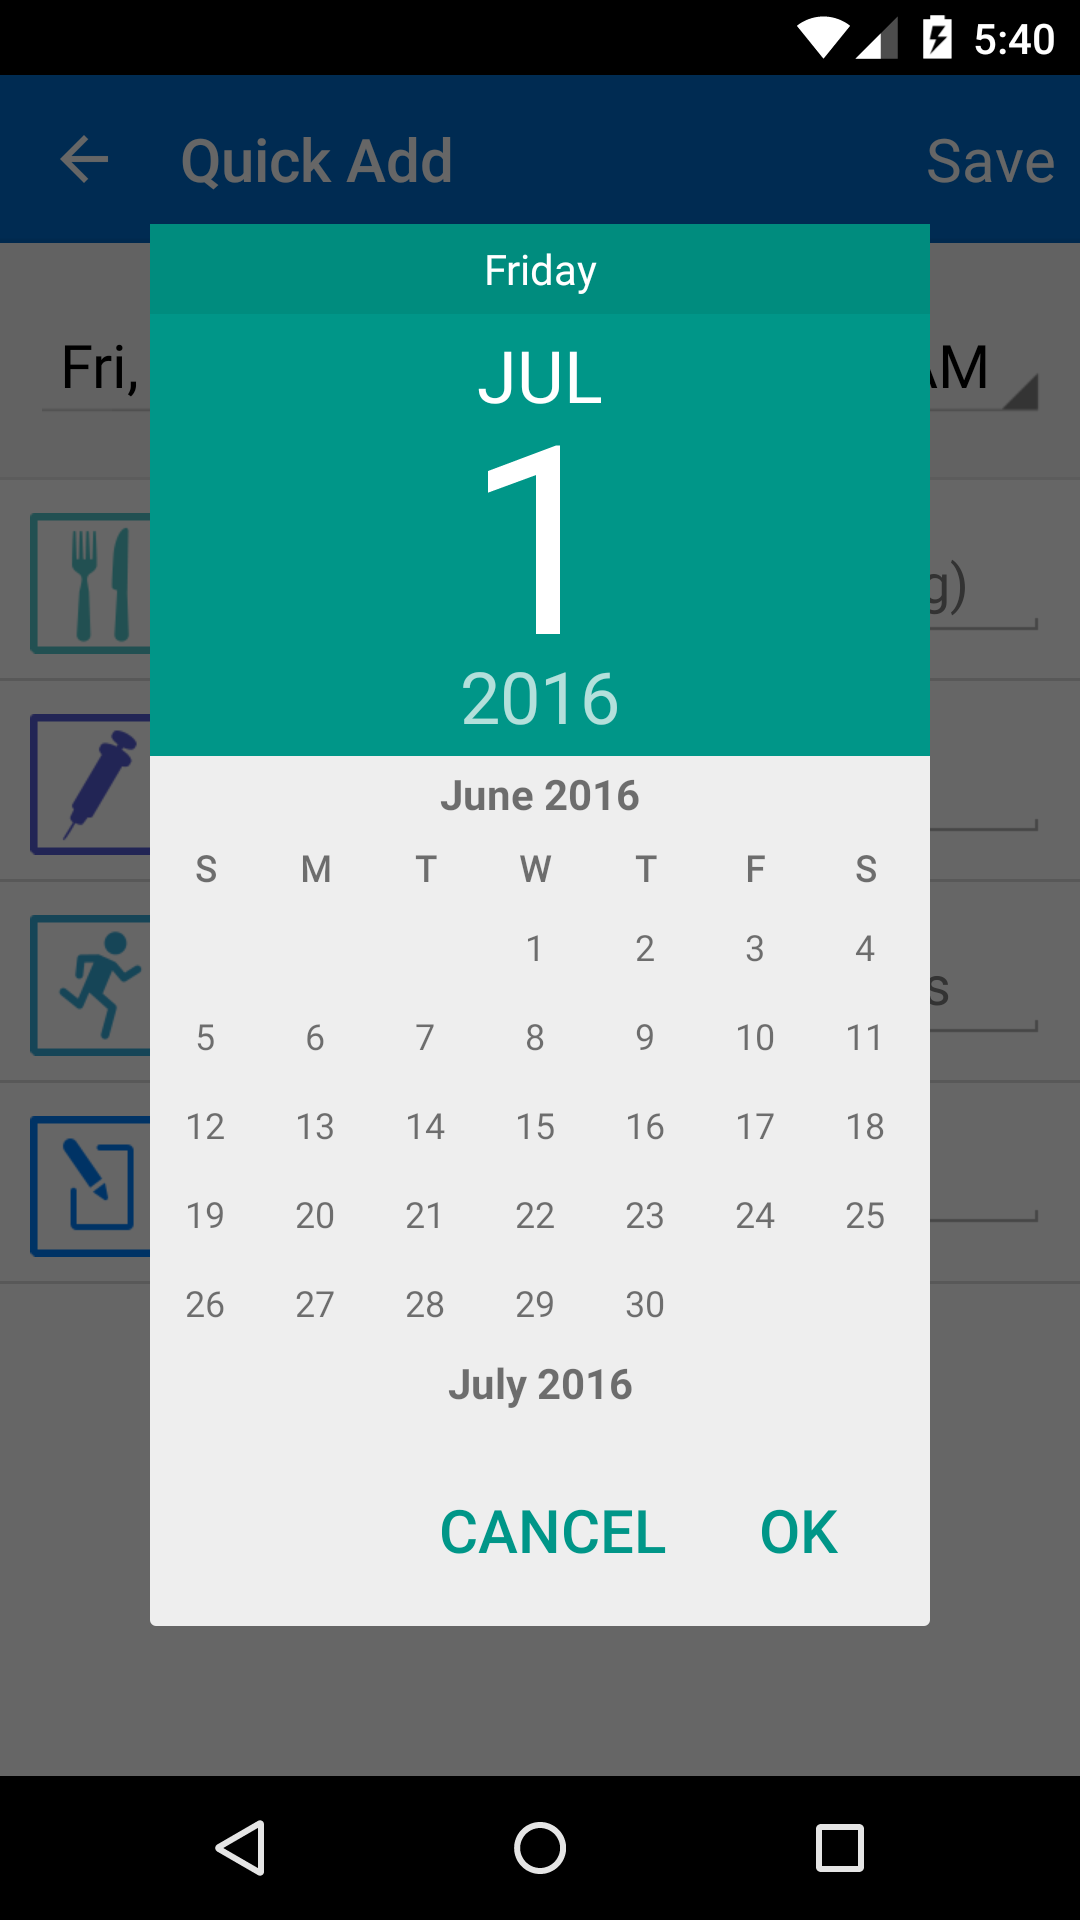 5:40
Quick Add Save
Friday
Fri, AM
JUL
1
2016
g)
June 2016
S M T W T F S
1 2 3 4
s
5 6 7 8 9 10 11
12 13 14 15 16 17 18
19 20 21 22 23 24 25
26 27 28 29 30
July 2016
CANCEL OK